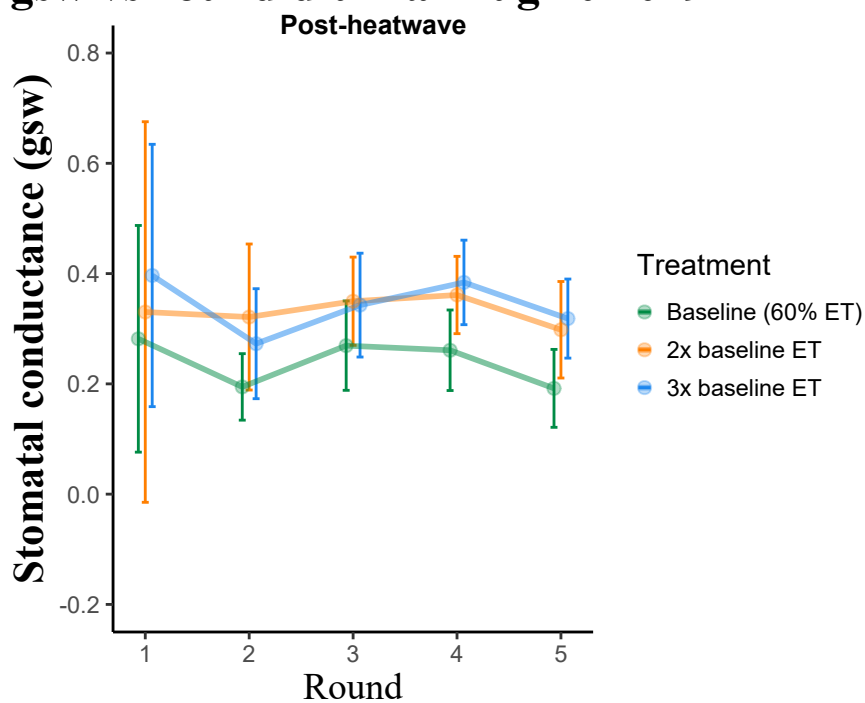 Post-heatwave
Stomatal conductance (gsw)
0.8
0.6
0.4
0.2
0.0
-0.2
1 2 3 4 5
Round
Treatment
Baseline (60% ET)
2x baseline ET
3x baseline ET